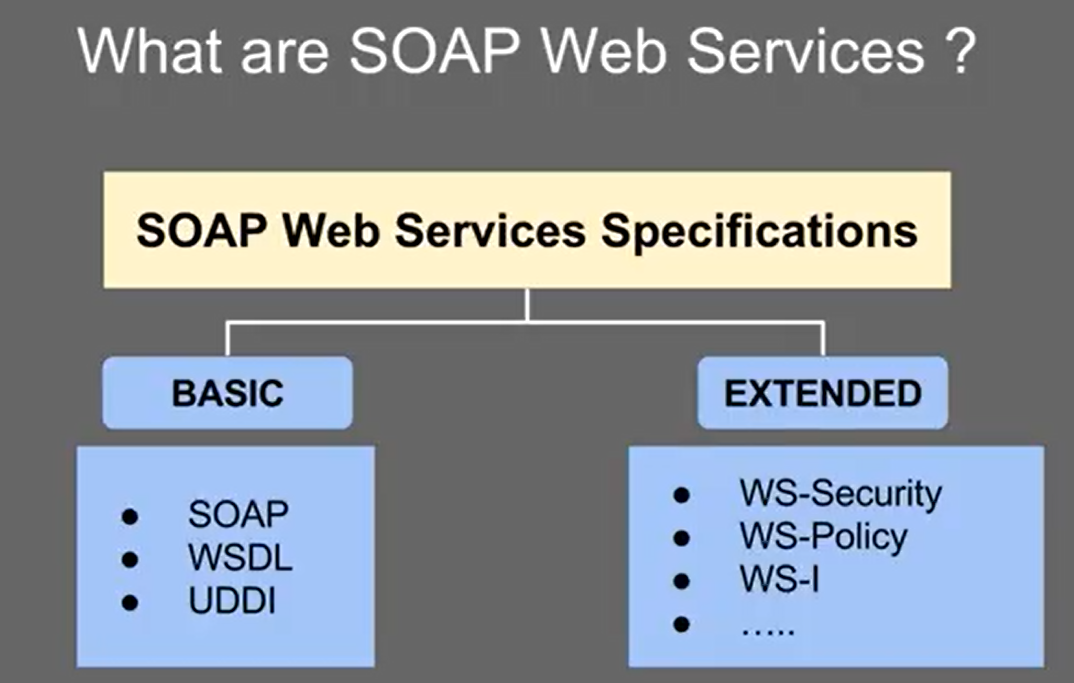 What are SOAP Web Services ?
SOAP Web Services Specifications
BASIC
● SOAP
● WSDL
● UDDI
EXTENDED
● WS-Security
● WS-Policy
● WS-I
● .....